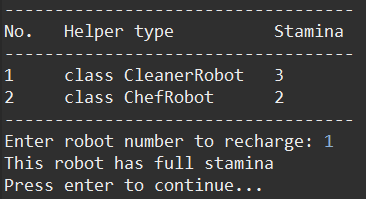 -----------------------------------
No.   Helper type         Stamina
-----------------------------------
1     class CleanerRobot   3
2     class ChefRobot      2
-----------------------------------
Enter robot number to recharge: 1
This robot has full stamina
Press enter to continue...